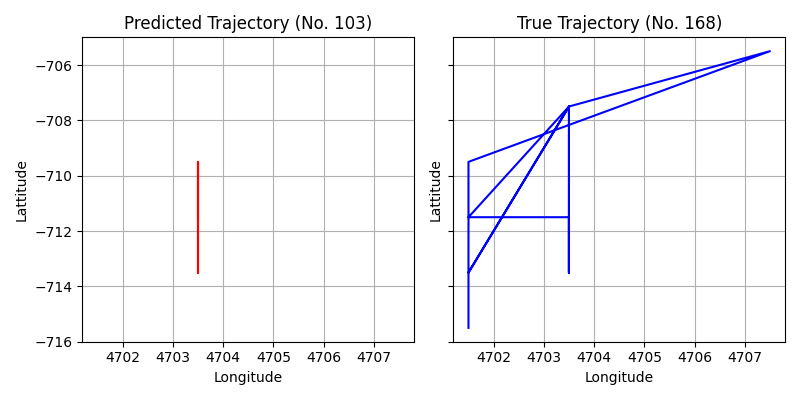 Predicted Trajectory (No. 103)
True Trajectory (No. 168)
Lattitude
−706
−708
−710
−712
−714
−716
4702 4703 4704 4705 4706 4707
Longitude
Lattitude
4702 4703 4704 4705 4706 4707
Longitude